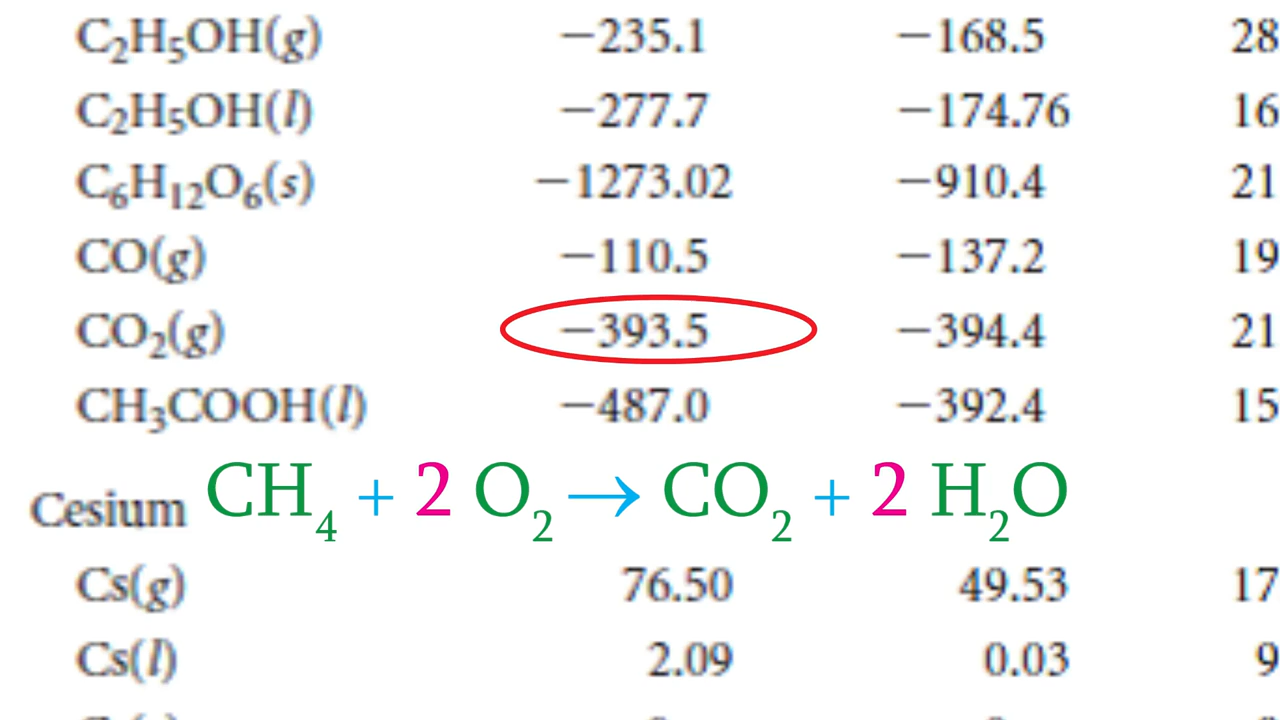 C₂H₅OH(g) −235.1 −168.5 28
C₂H₅OH(l) −277.7 −174.76 16
C₆H₁₂O₆(s) −1273.02 −910.4 21
CO(g) −110.5 −137.2 19
CO₂(g) −393.5 −394.4 21
CH₃COOH(l) −487.0 −392.4 15
Cesium
CH₄ + 2 O₂ → CO₂ + 2 H₂O
Cs(g) 76.50 49.53 17
Cs(l) 2.09 0.03 9